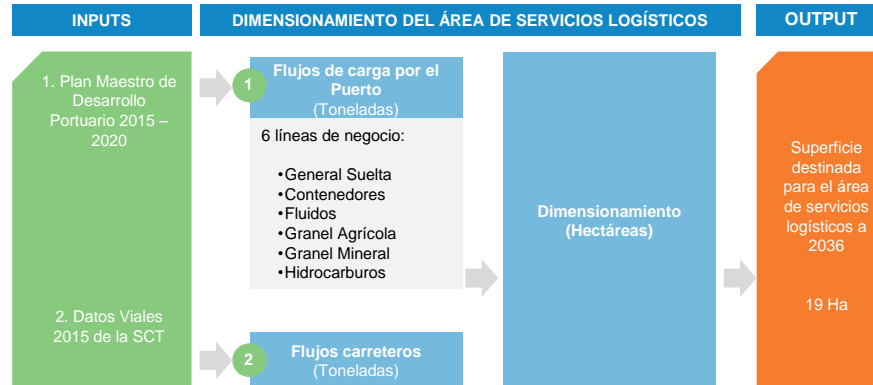 INPUTS
DIMENSIONAMIENTO DEL ÁREA DE SERVICIOS LOGÍSTICOS
OUTPUT
1. Plan Maestro de
Desarrollo
Portuario 2015 –
2020
2. Datos Viales
2015 de la SCT
1
Flujos de carga por el
Puerto
(Toneladas)
6 líneas de negocio:
•General Suelta
•Contenedores
•Fluidos
•Granel Agrícola
•Granel Mineral
•Hidrocarburos
2
Flujos carreteros
(Toneladas)
Dimensionamiento
(Hectáreas)
Superficie
destinada
para el área
de servicios
logísticos a
2036
19 Ha